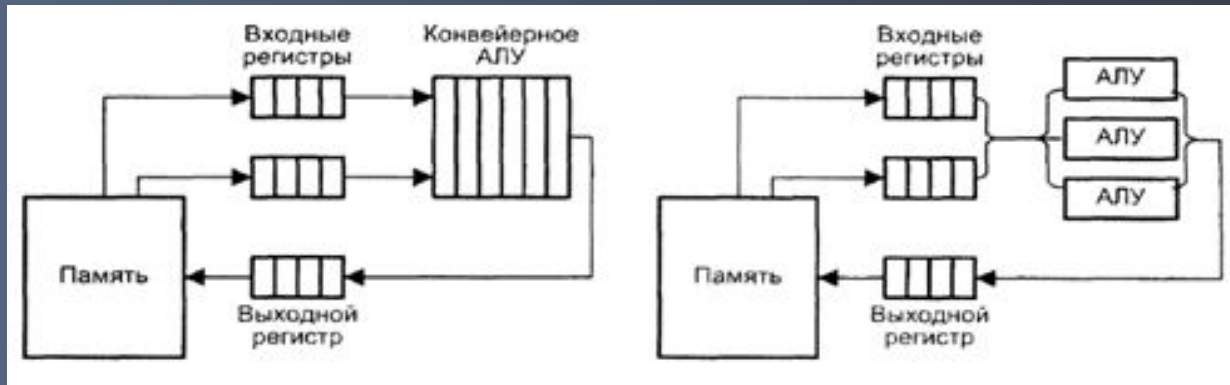 Входные
регистры
Конвейерное
АЛУ
Память
Выходной
регистр
Входные
регистры
АЛУ
АЛУ
АЛУ
Память
Выходной
регистр